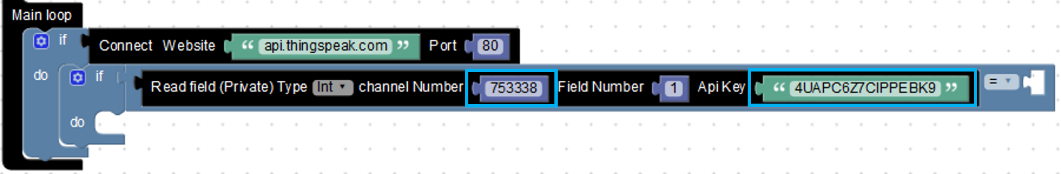 Main loop
if Connect Website “ api.thingspeak.com ” Port 80
do if Read field (Private) Type Int channel Number 753338 Field Number 1 Api Key “ 4UAPC6Z7CIPPEBK9 ” =
do